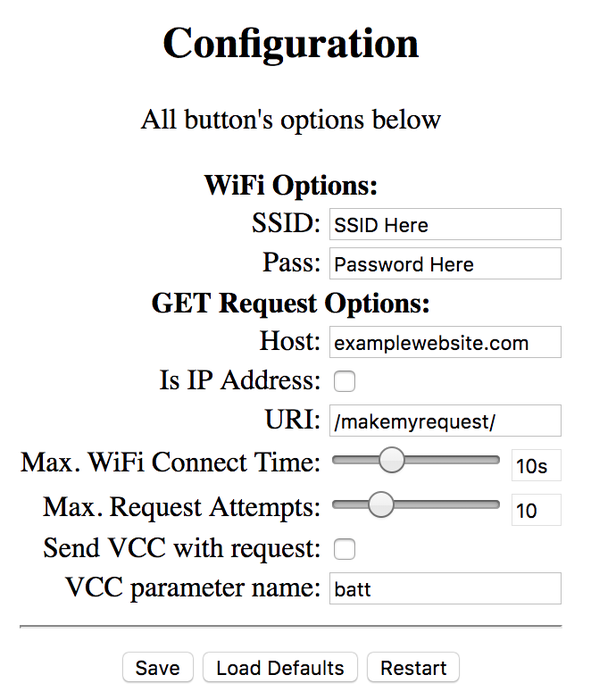 Configuration
All button's options below
WiFi Options:
SSID: SSID Here
Pass: Password Here
GET Request Options:
Host: examplewebsite.com
Is IP Address:
URI: /makemyrequest/
Max. WiFi Connect Time: 10s
Max. Request Attempts: 10
Send VCC with request:
VCC parameter name: batt
Save Load Defaults Restart